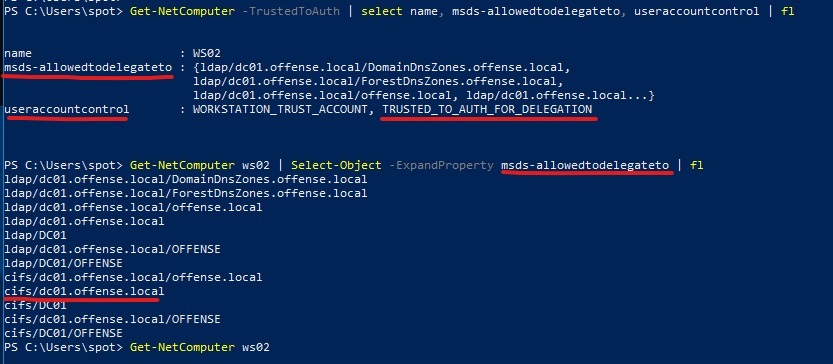 PS C:\Users\spot> Get-NetComputer -TrustedToAuth | select name, msds-allowedtodelegateto, useraccountcontrol | fl
name : WS02
msds-allowedtodelegateto : {ldap/dc01.offense.local/DomainDnsZones.offense.local,
ldap/dc01.offense.local/ForestDnsZones.offense.local,
ldap/dc01.offense.local/offense.local, ldap/dc01.offense.local...}
useraccountcontrol : WORKSTATION_TRUST_ACCOUNT, TRUSTED_TO_AUTH_FOR_DELEGATION
PS C:\Users\spot> Get-NetComputer ws02 | Select-Object -ExpandProperty msds-allowedtodelegateto | fl
ldap/dc01.offense.local/DomainDnsZones.offense.local
ldap/dc01.offense.local/ForestDnsZones.offense.local
ldap/dc01.offense.local/offense.local
ldap/dc01.offense.local
ldap/DC01
ldap/dc01.offense.local/OFFENSE
ldap/DC01/OFFENSE
cifs/dc01.offense.local/offense.local
cifs/dc01.offense.local
cifs/DC01
cifs/dc01.offense.local/OFFENSE
cifs/DC01/OFFENSE
PS C:\Users\spot> Get-NetComputer ws02